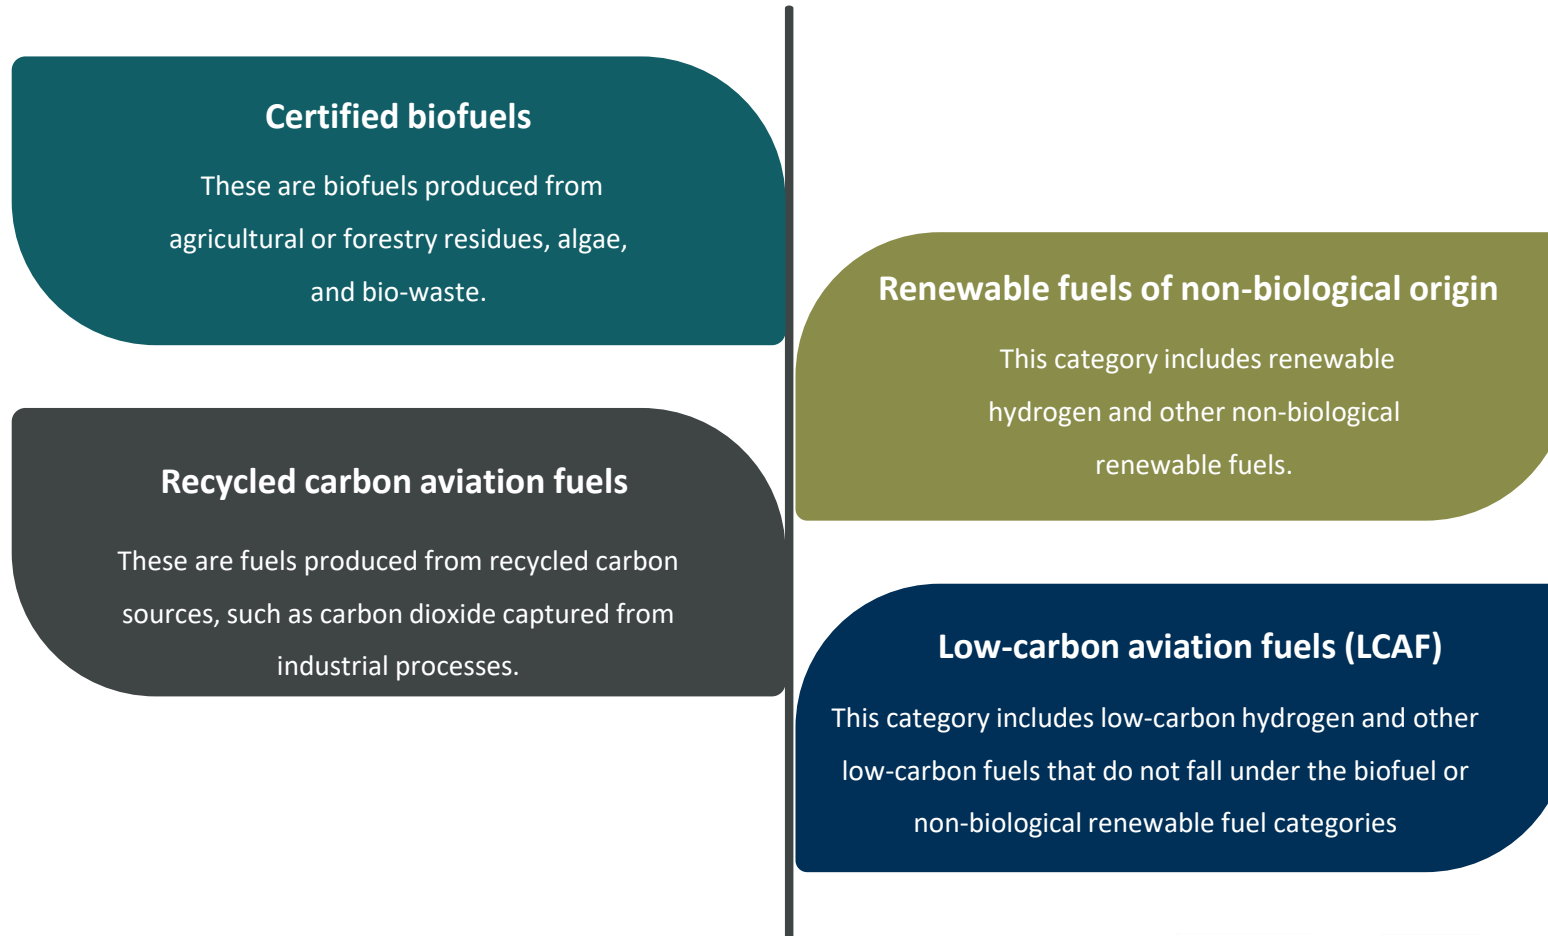 Certified biofuels
These are biofuels produced from
agricultural or forestry residues, algae,
and bio-waste.
Renewable fuels of non-biological origin
This category includes renewable
hydrogen and other non-biological
renewable fuels.
Recycled carbon aviation fuels
These are fuels produced from recycled carbon
sources, such as carbon dioxide captured from
industrial processes.
Low-carbon aviation fuels (LCAF)
This category includes low-carbon hydrogen and other
low-carbon fuels that do not fall under the biofuel or
non-biological renewable fuel categories